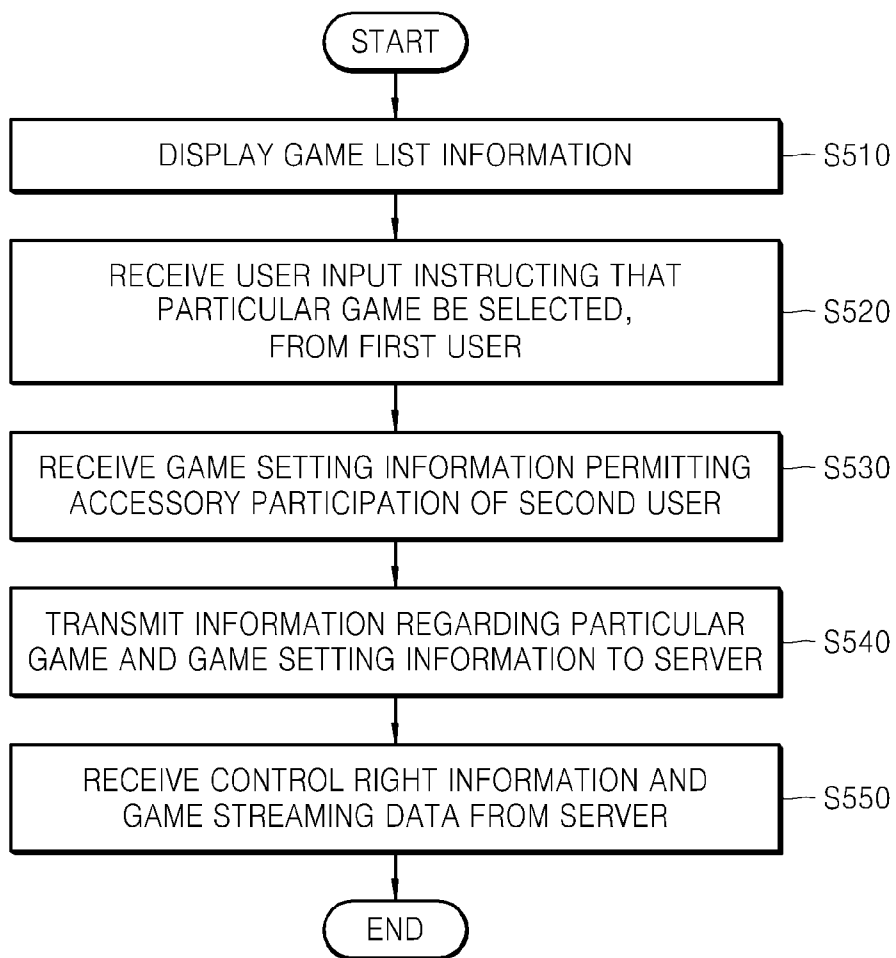 START
DISPLAY GAME LIST INFORMATION
S510
RECEIVE USER INPUT INSTRUCTING THAT
PARTICULAR GAME BE SELECTED,
FROM FIRST USER
S520
RECEIVE GAME SETTING INFORMATION PERMITTING
ACCESSORY PARTICIPATION OF SECOND USER
S530
TRANSMIT INFORMATION REGARDING PARTICULAR
GAME AND GAME SETTING INFORMATION TO SERVER
S540
RECEIVE CONTROL RIGHT INFORMATION AND
GAME STREAMING DATA FROM SERVER
S550
END